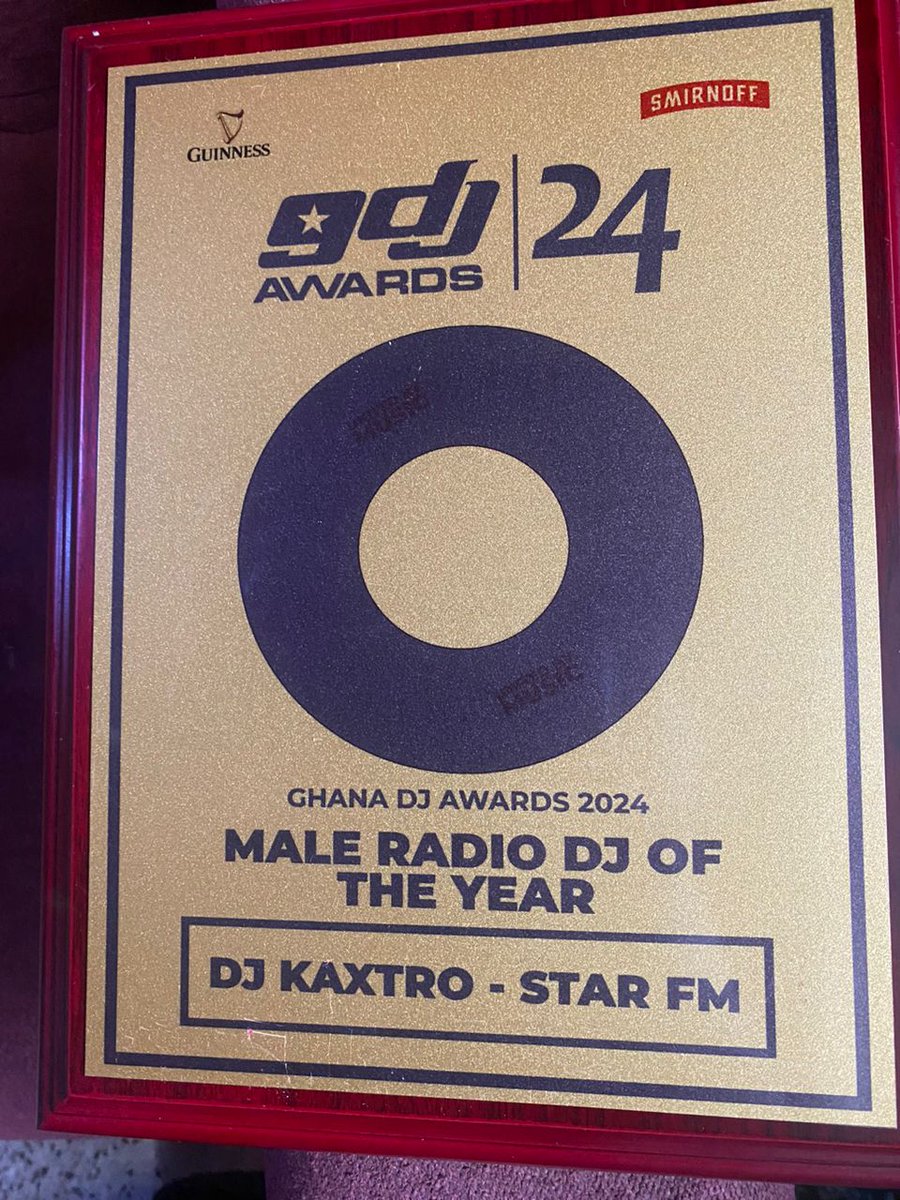 GUINNESS
SMIRNOFF
gdj 24
AWARDS
GHANA DJ AWARDS 2024
MALE RADIO DJ OF
THE YEAR
DJ KAXTRO - STAR FM